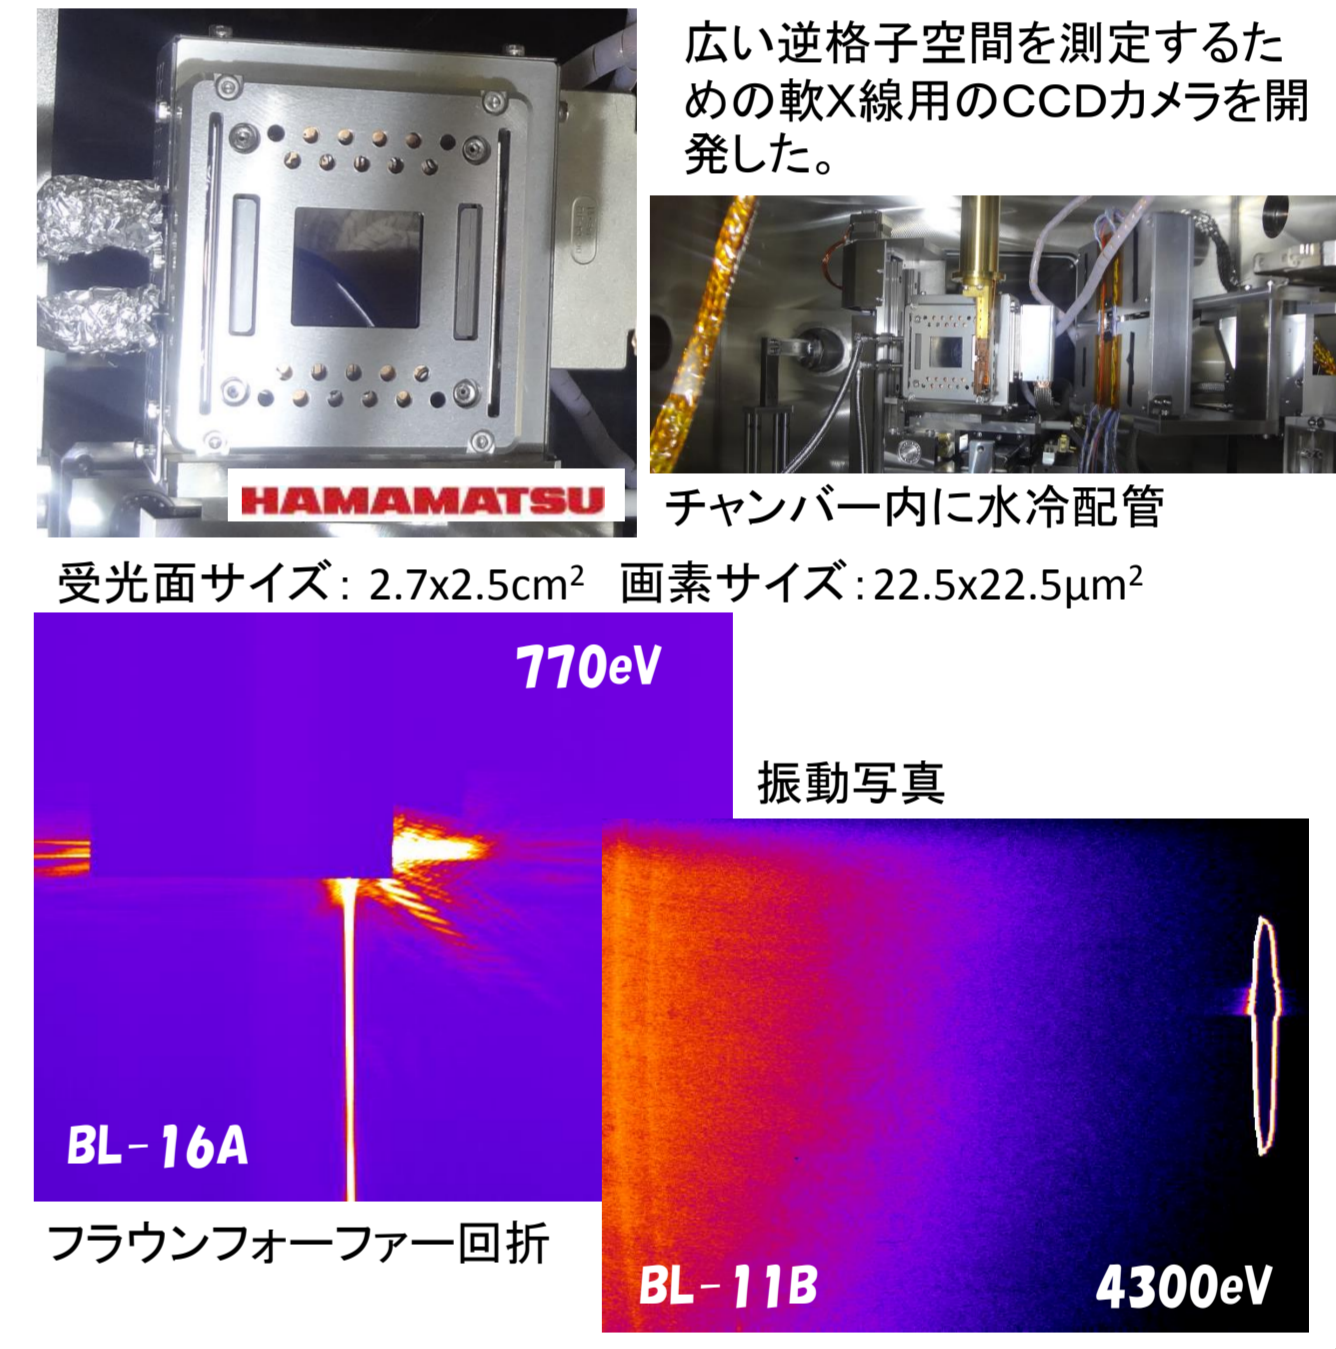 広い逆格子空間を測定するた
めの軟X線用のCCDカメラを開
発した。
HAMAMATSU
チャンバー内に水冷配管
受光面サイズ： 2.7x2.5cm² 画素サイズ：22.5x22.5μm²
770eV
振動写真
BL-16A
フラウンフォーファー回折
BL-11B
4300eV